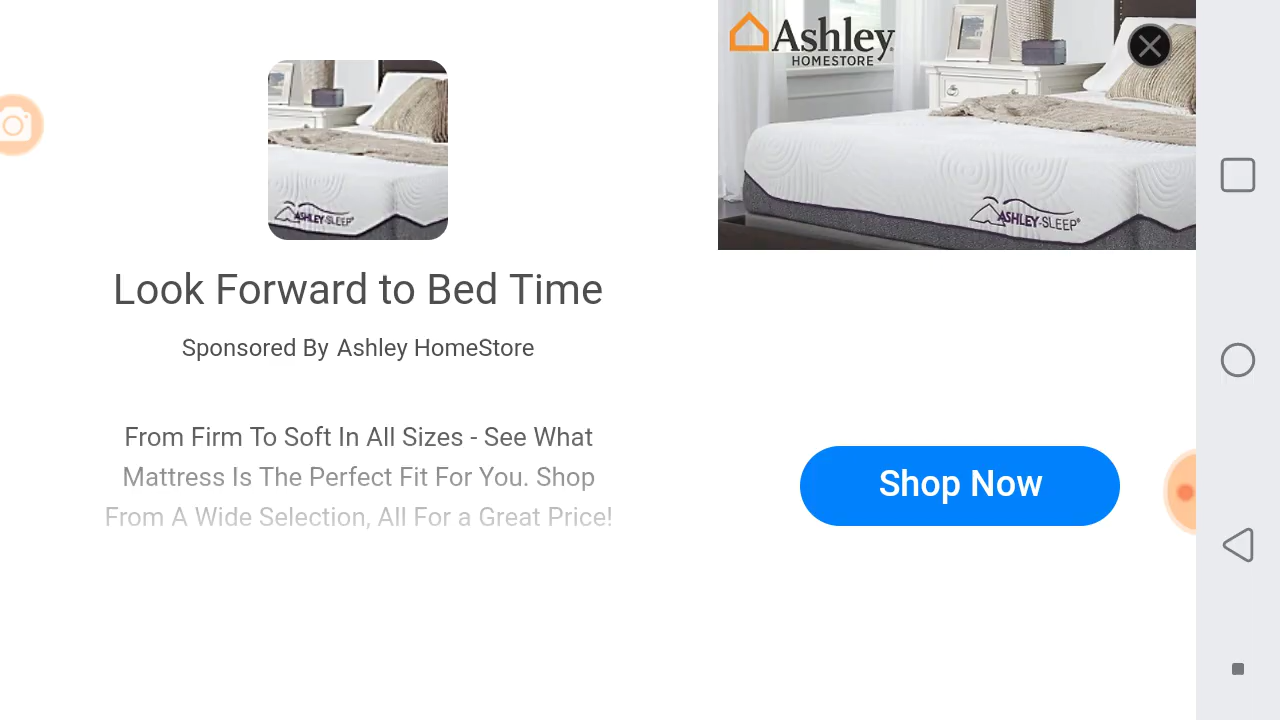 Ashley
HOMESTORE
ASHLEY-SLEEP®
ASHLEY-SLEEP®
Look Forward to Bed Time
Sponsored By Ashley HomeStore
From Firm To Soft In All Sizes - See What
Mattress Is The Perfect Fit For You. Shop
From A Wide Selection, All For a Great Price!
Shop Now